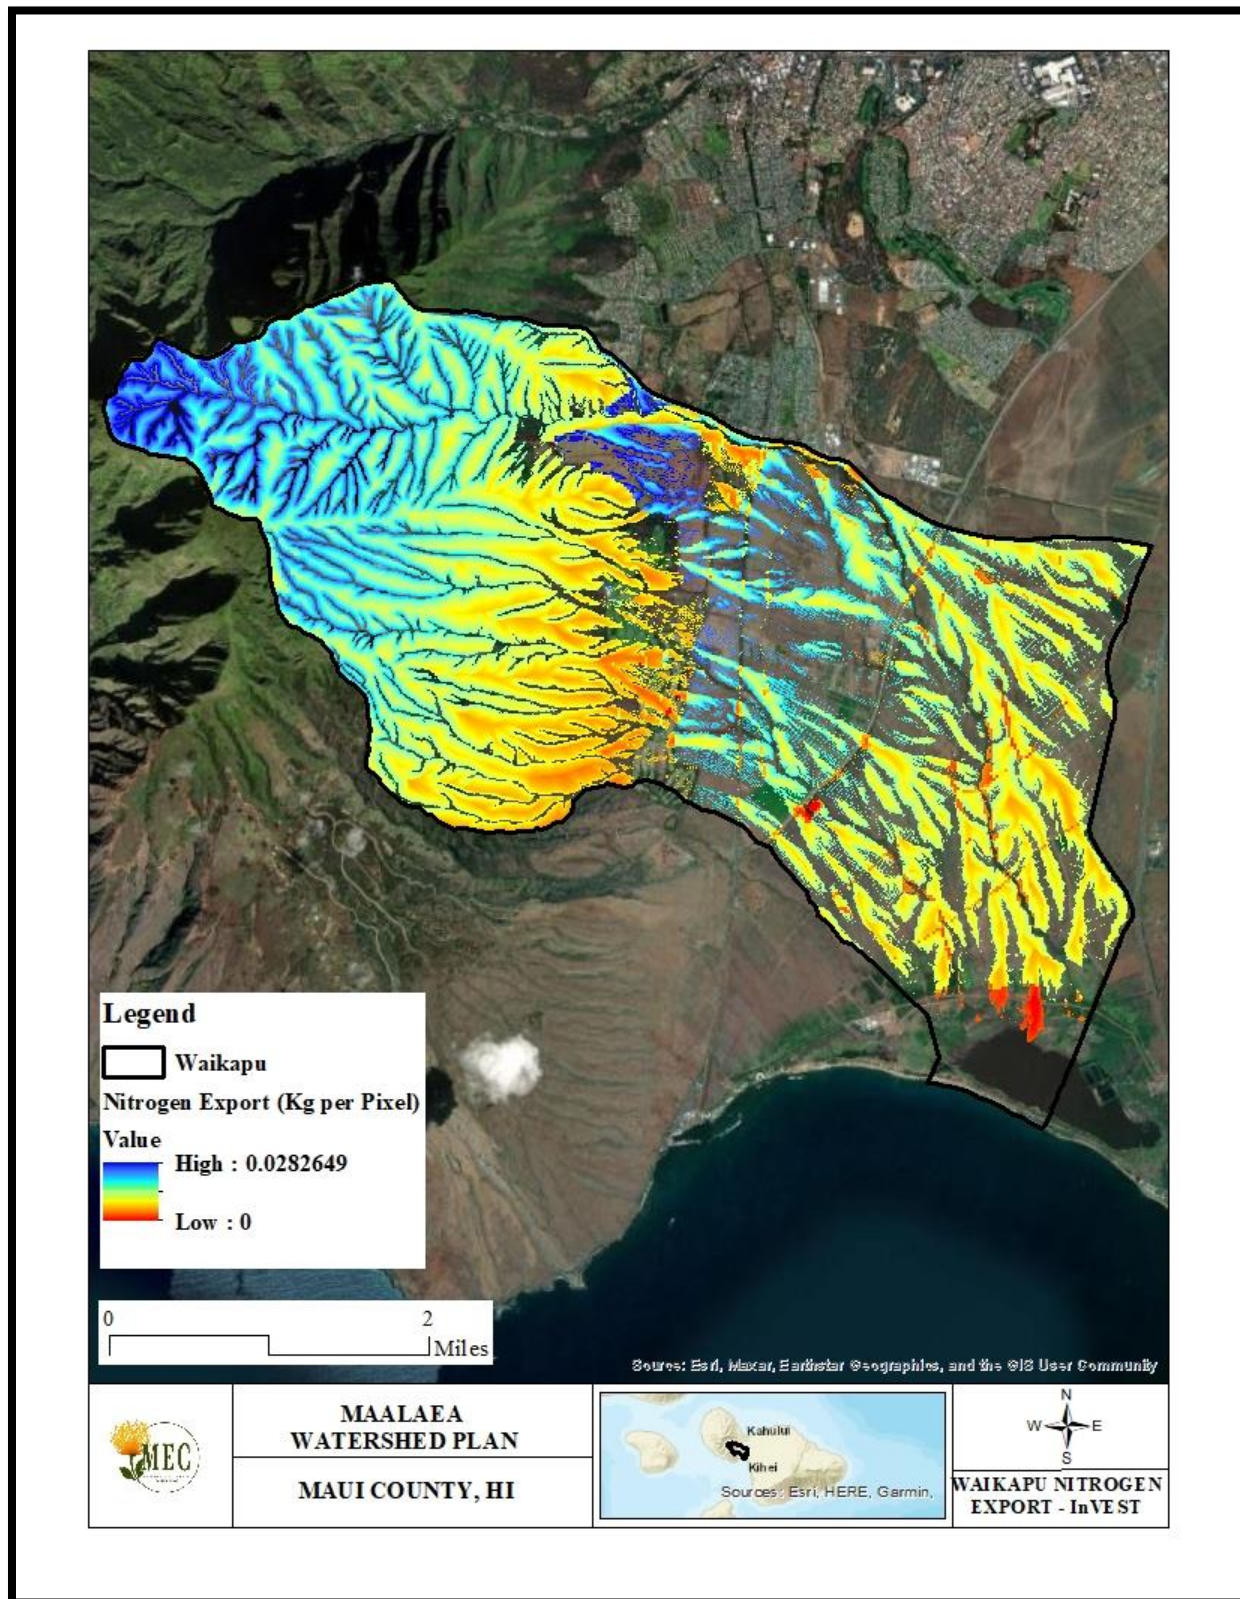 Legend
Waikapu
Nitrogen Export (Kg per Pixel)
Value
High : 0.0282649
Low : 0
0 2
Miles
Source: Esri, Maxar, Earthstar Geographics, and the GIS User Community
MEC
MAALAEA
WATERSHED PLAN
MAUI COUNTY, HI
Kahului
Kihei
Sources: Esri, HERE, Garmin,
N
W E
S
WAIKAPU NITROGEN
EXPORT - InVEST